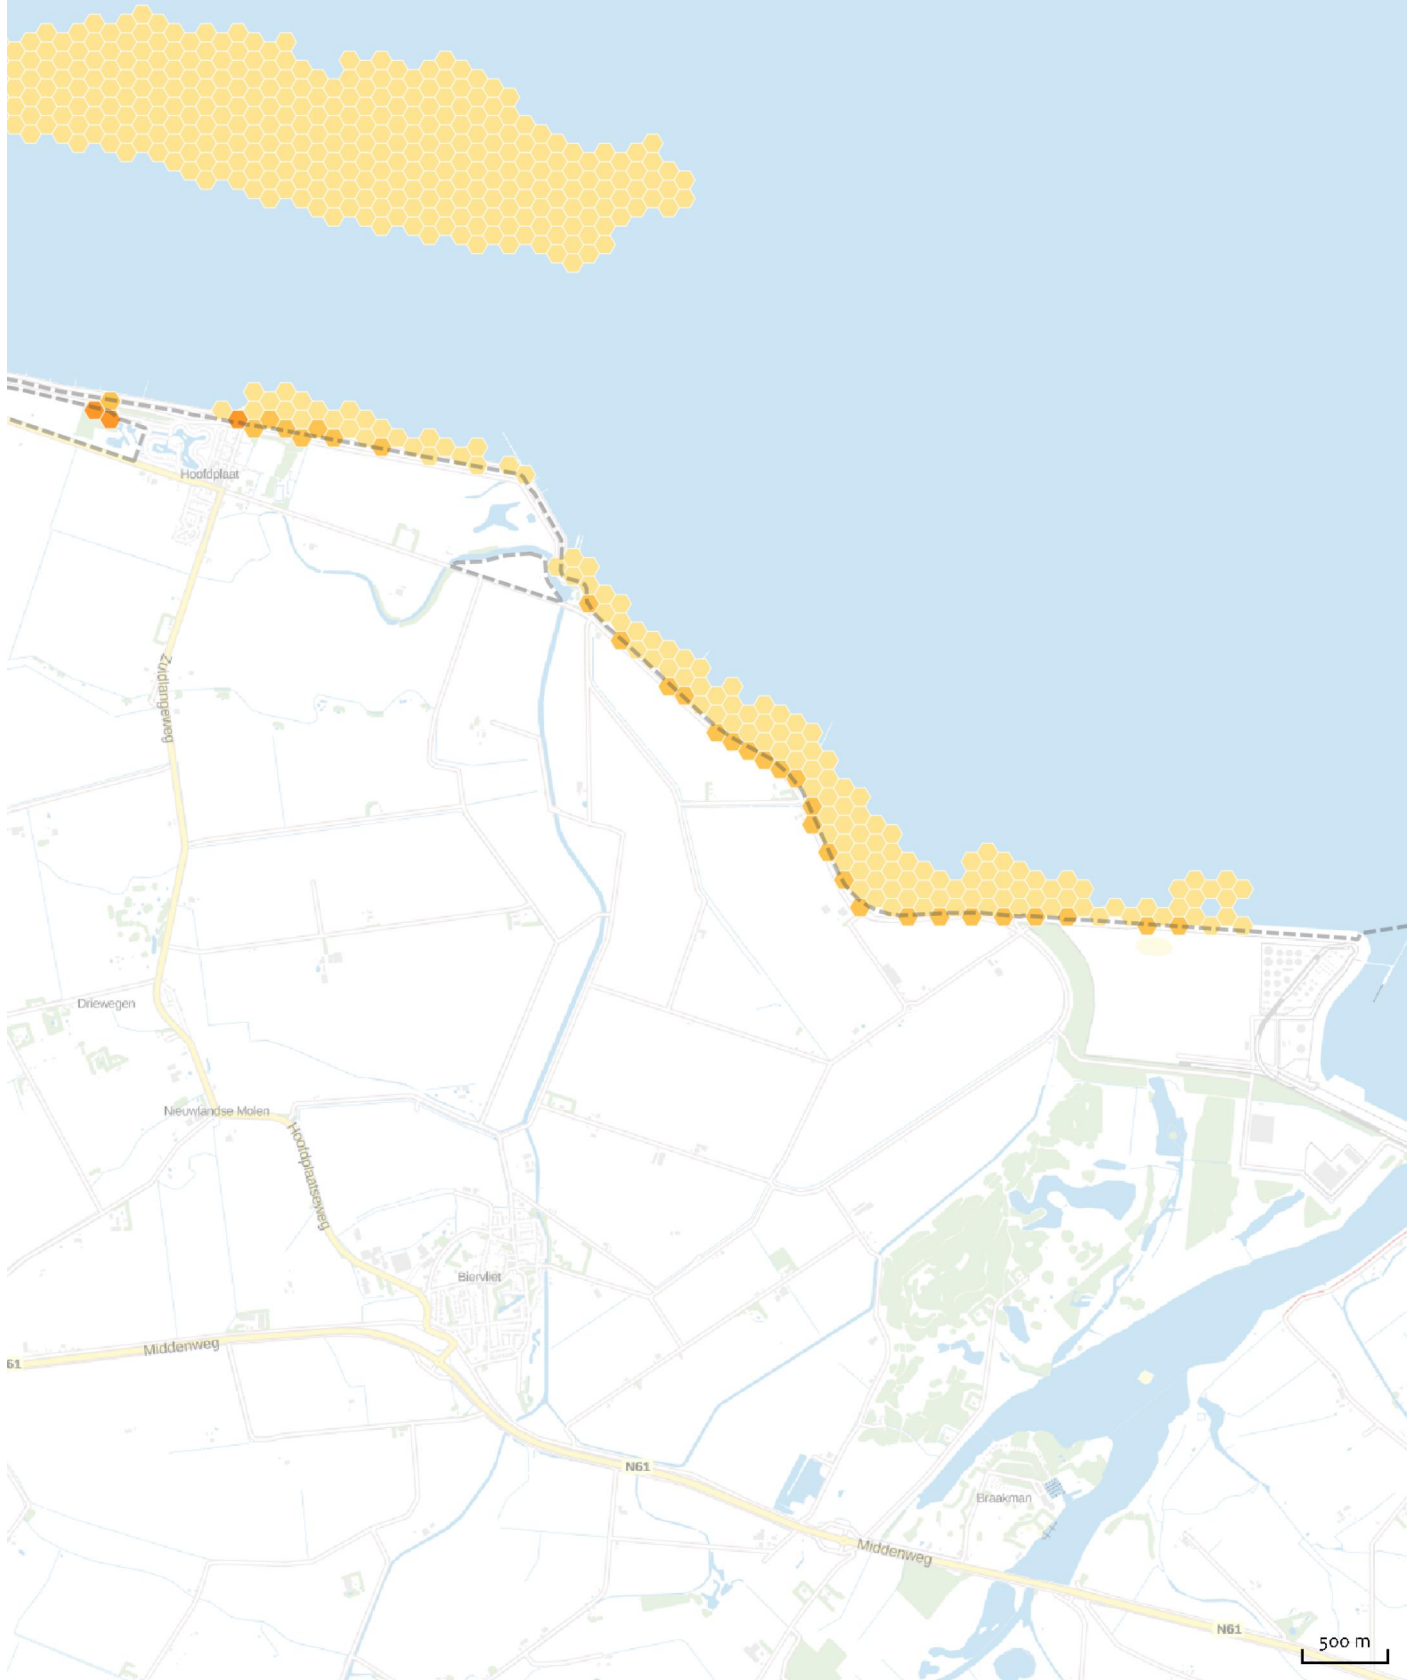 Hoofdplaat
Zuidlangeweg
Driewegen
Nieuwlandse Molen
Hoofdplaatseweg
Biervliet
Middenweg
61
N61
Braakman
Middenweg
N61
500 m